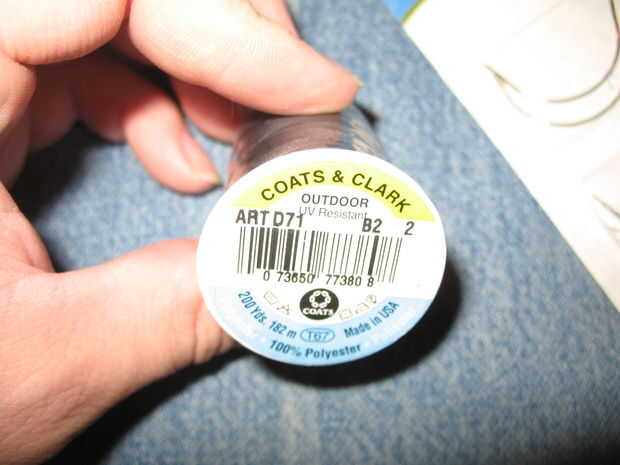 COATS & CLARK
OUTDOOR
UV Resistant
ART D71 B2 2
0 73650 77380 8
COATS
200 Yds. 182 m T67 Made in USA
100% Polyester